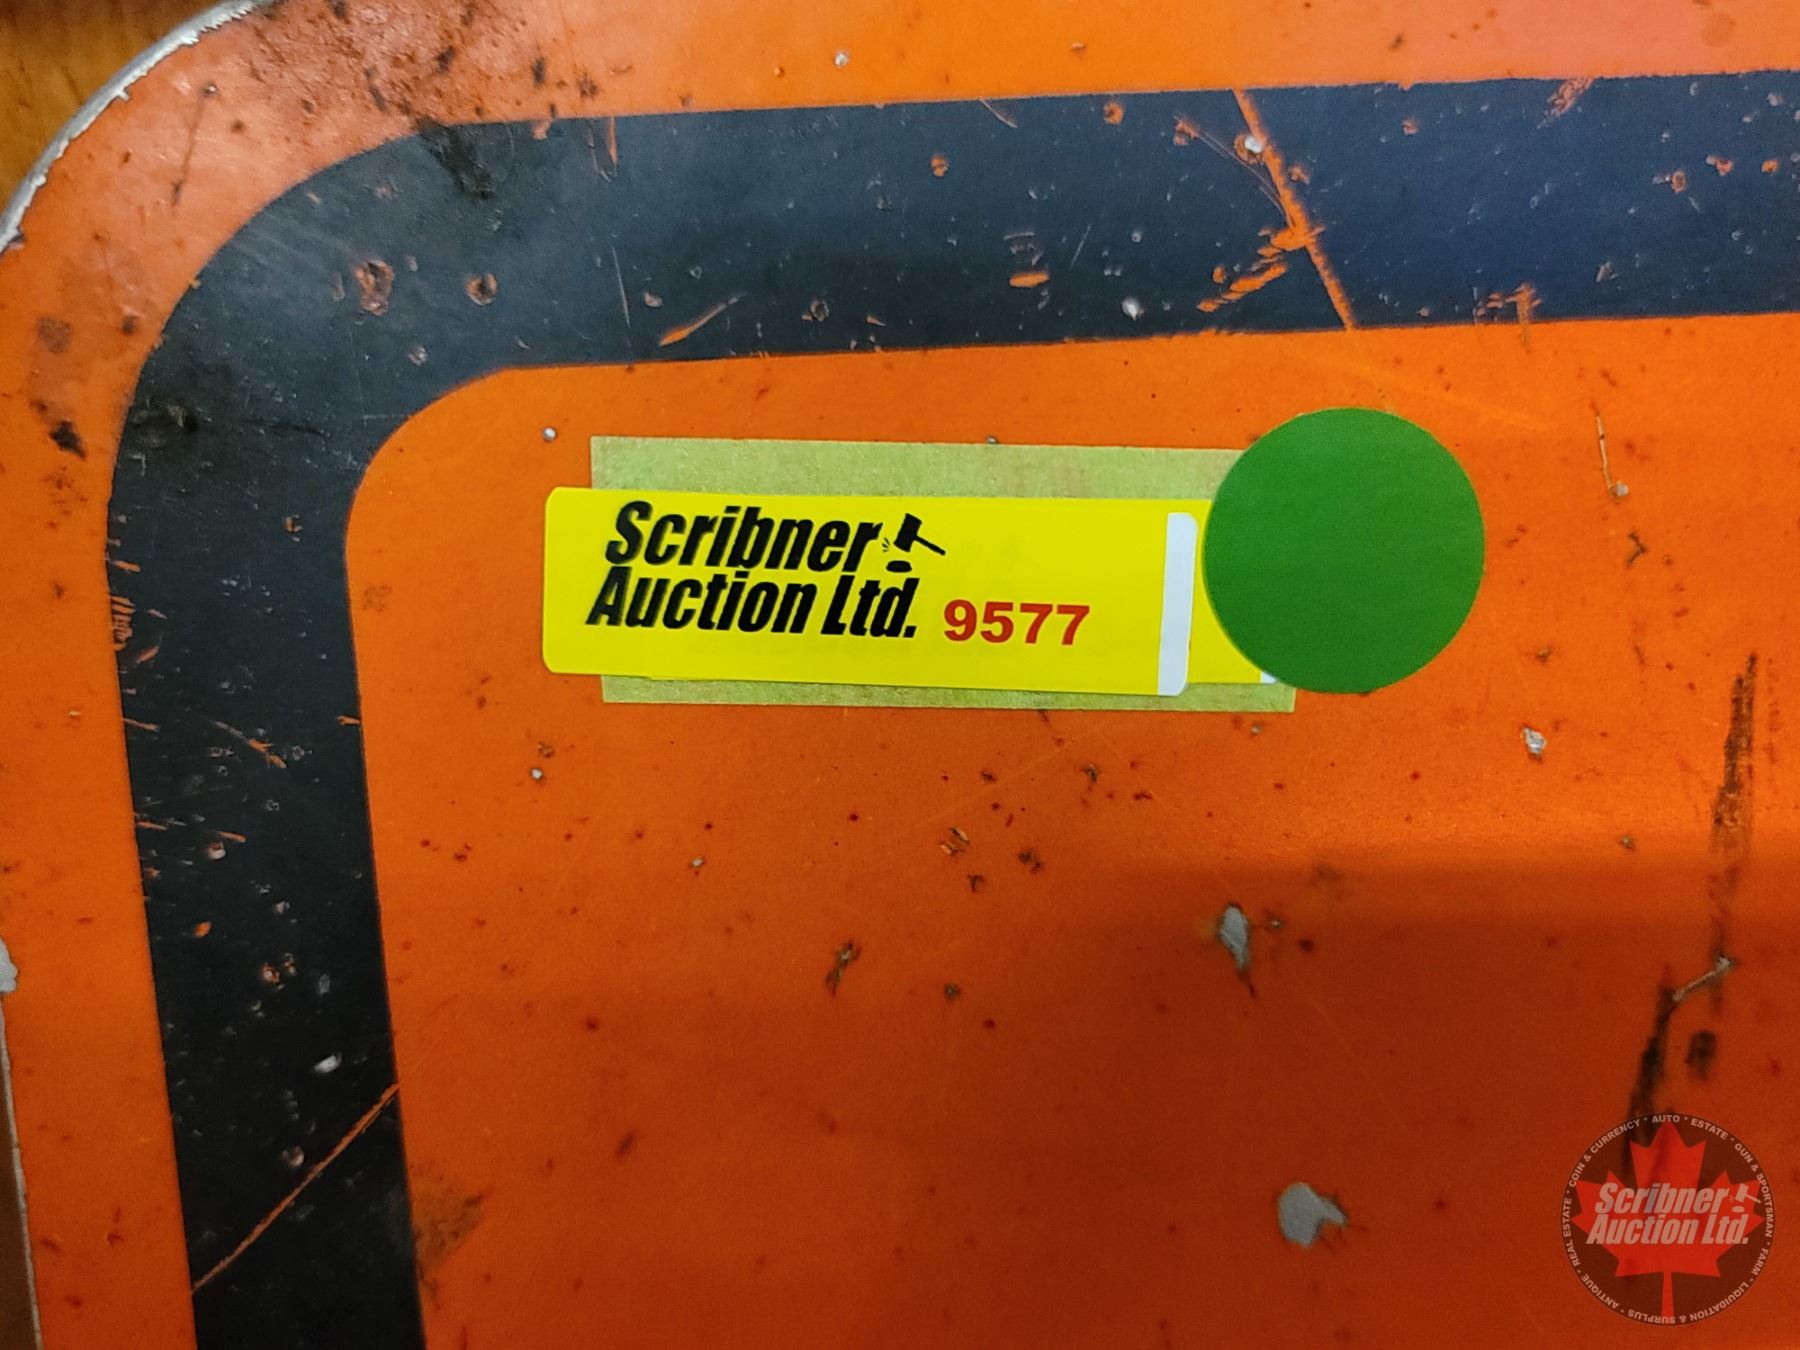 Scribner
Auction Ltd. 9577
COIN & CURRENCY * AUTO * ESTATE * GUN & SPORTSMAN * FARM * LIQUIDATION & SURPLUS * ANTIQUE * REAL ESTATE *
Scribner
Auction Ltd.